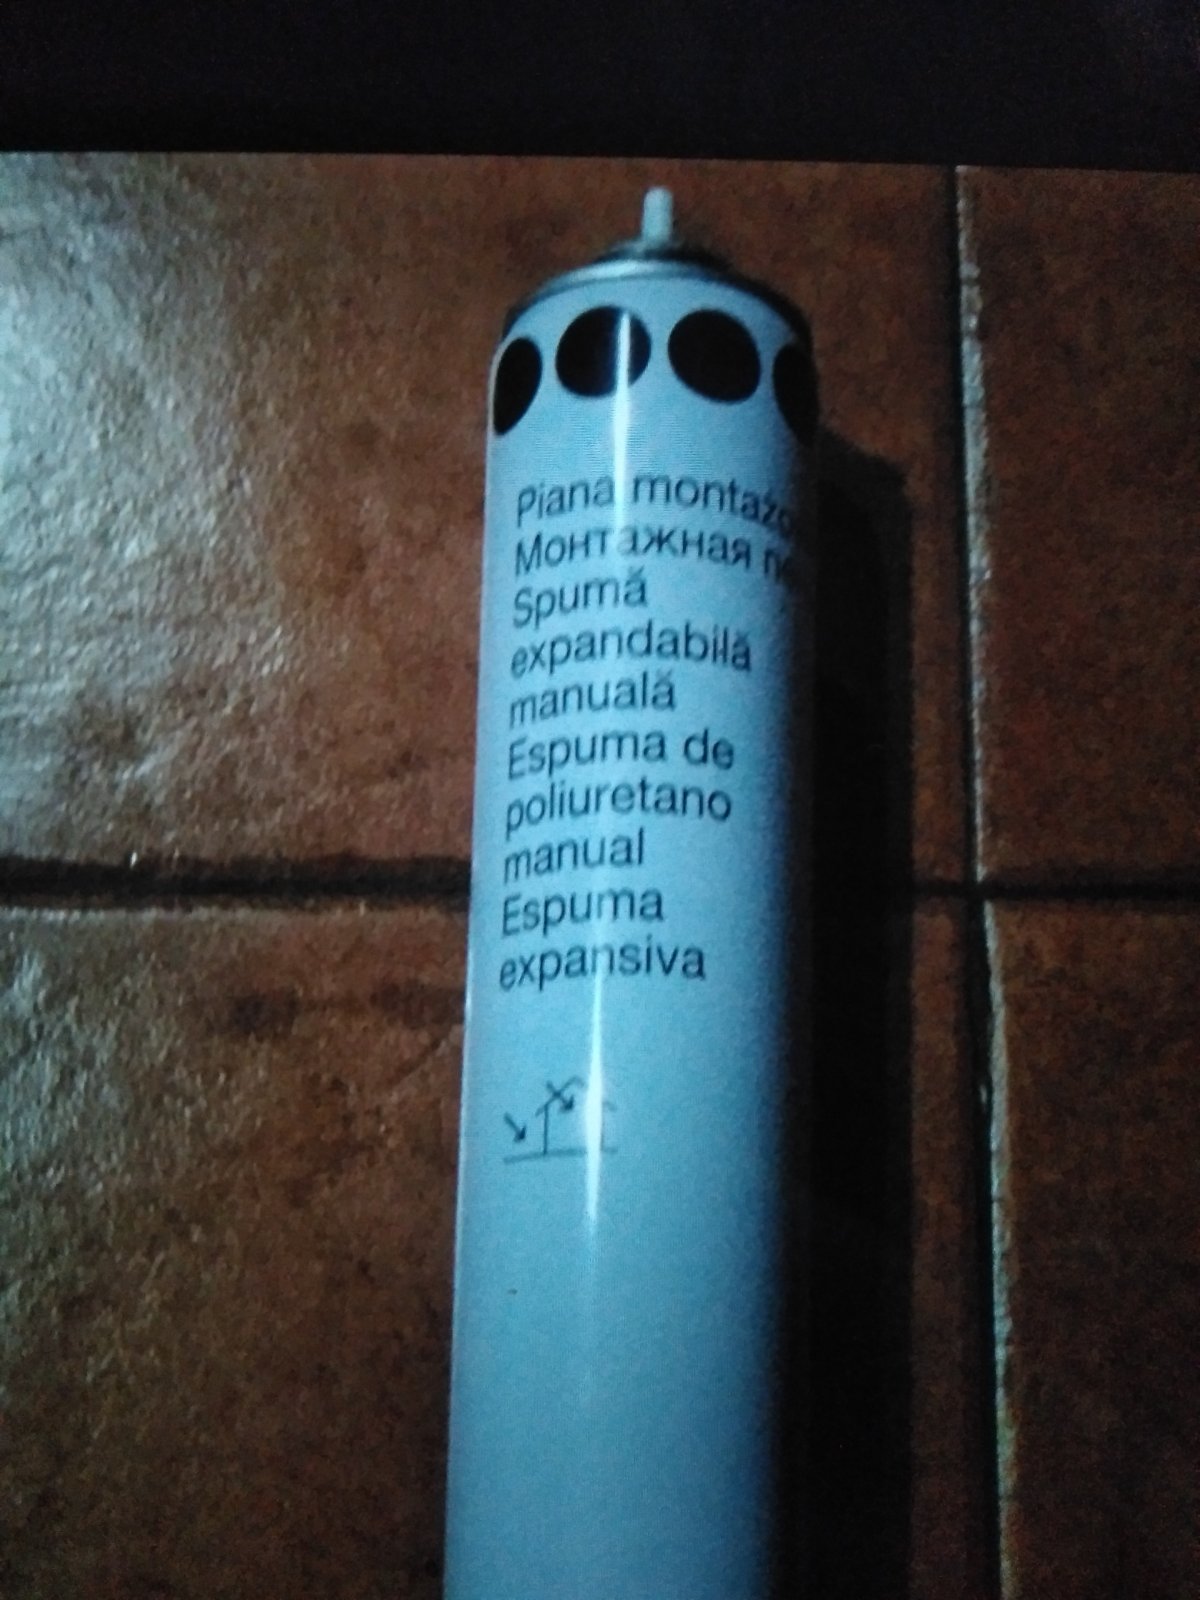 Piana
Монтажная
Spumă
expandabilă
manuală
Espuma de
poliuretano
manual
Espuma
expansiva